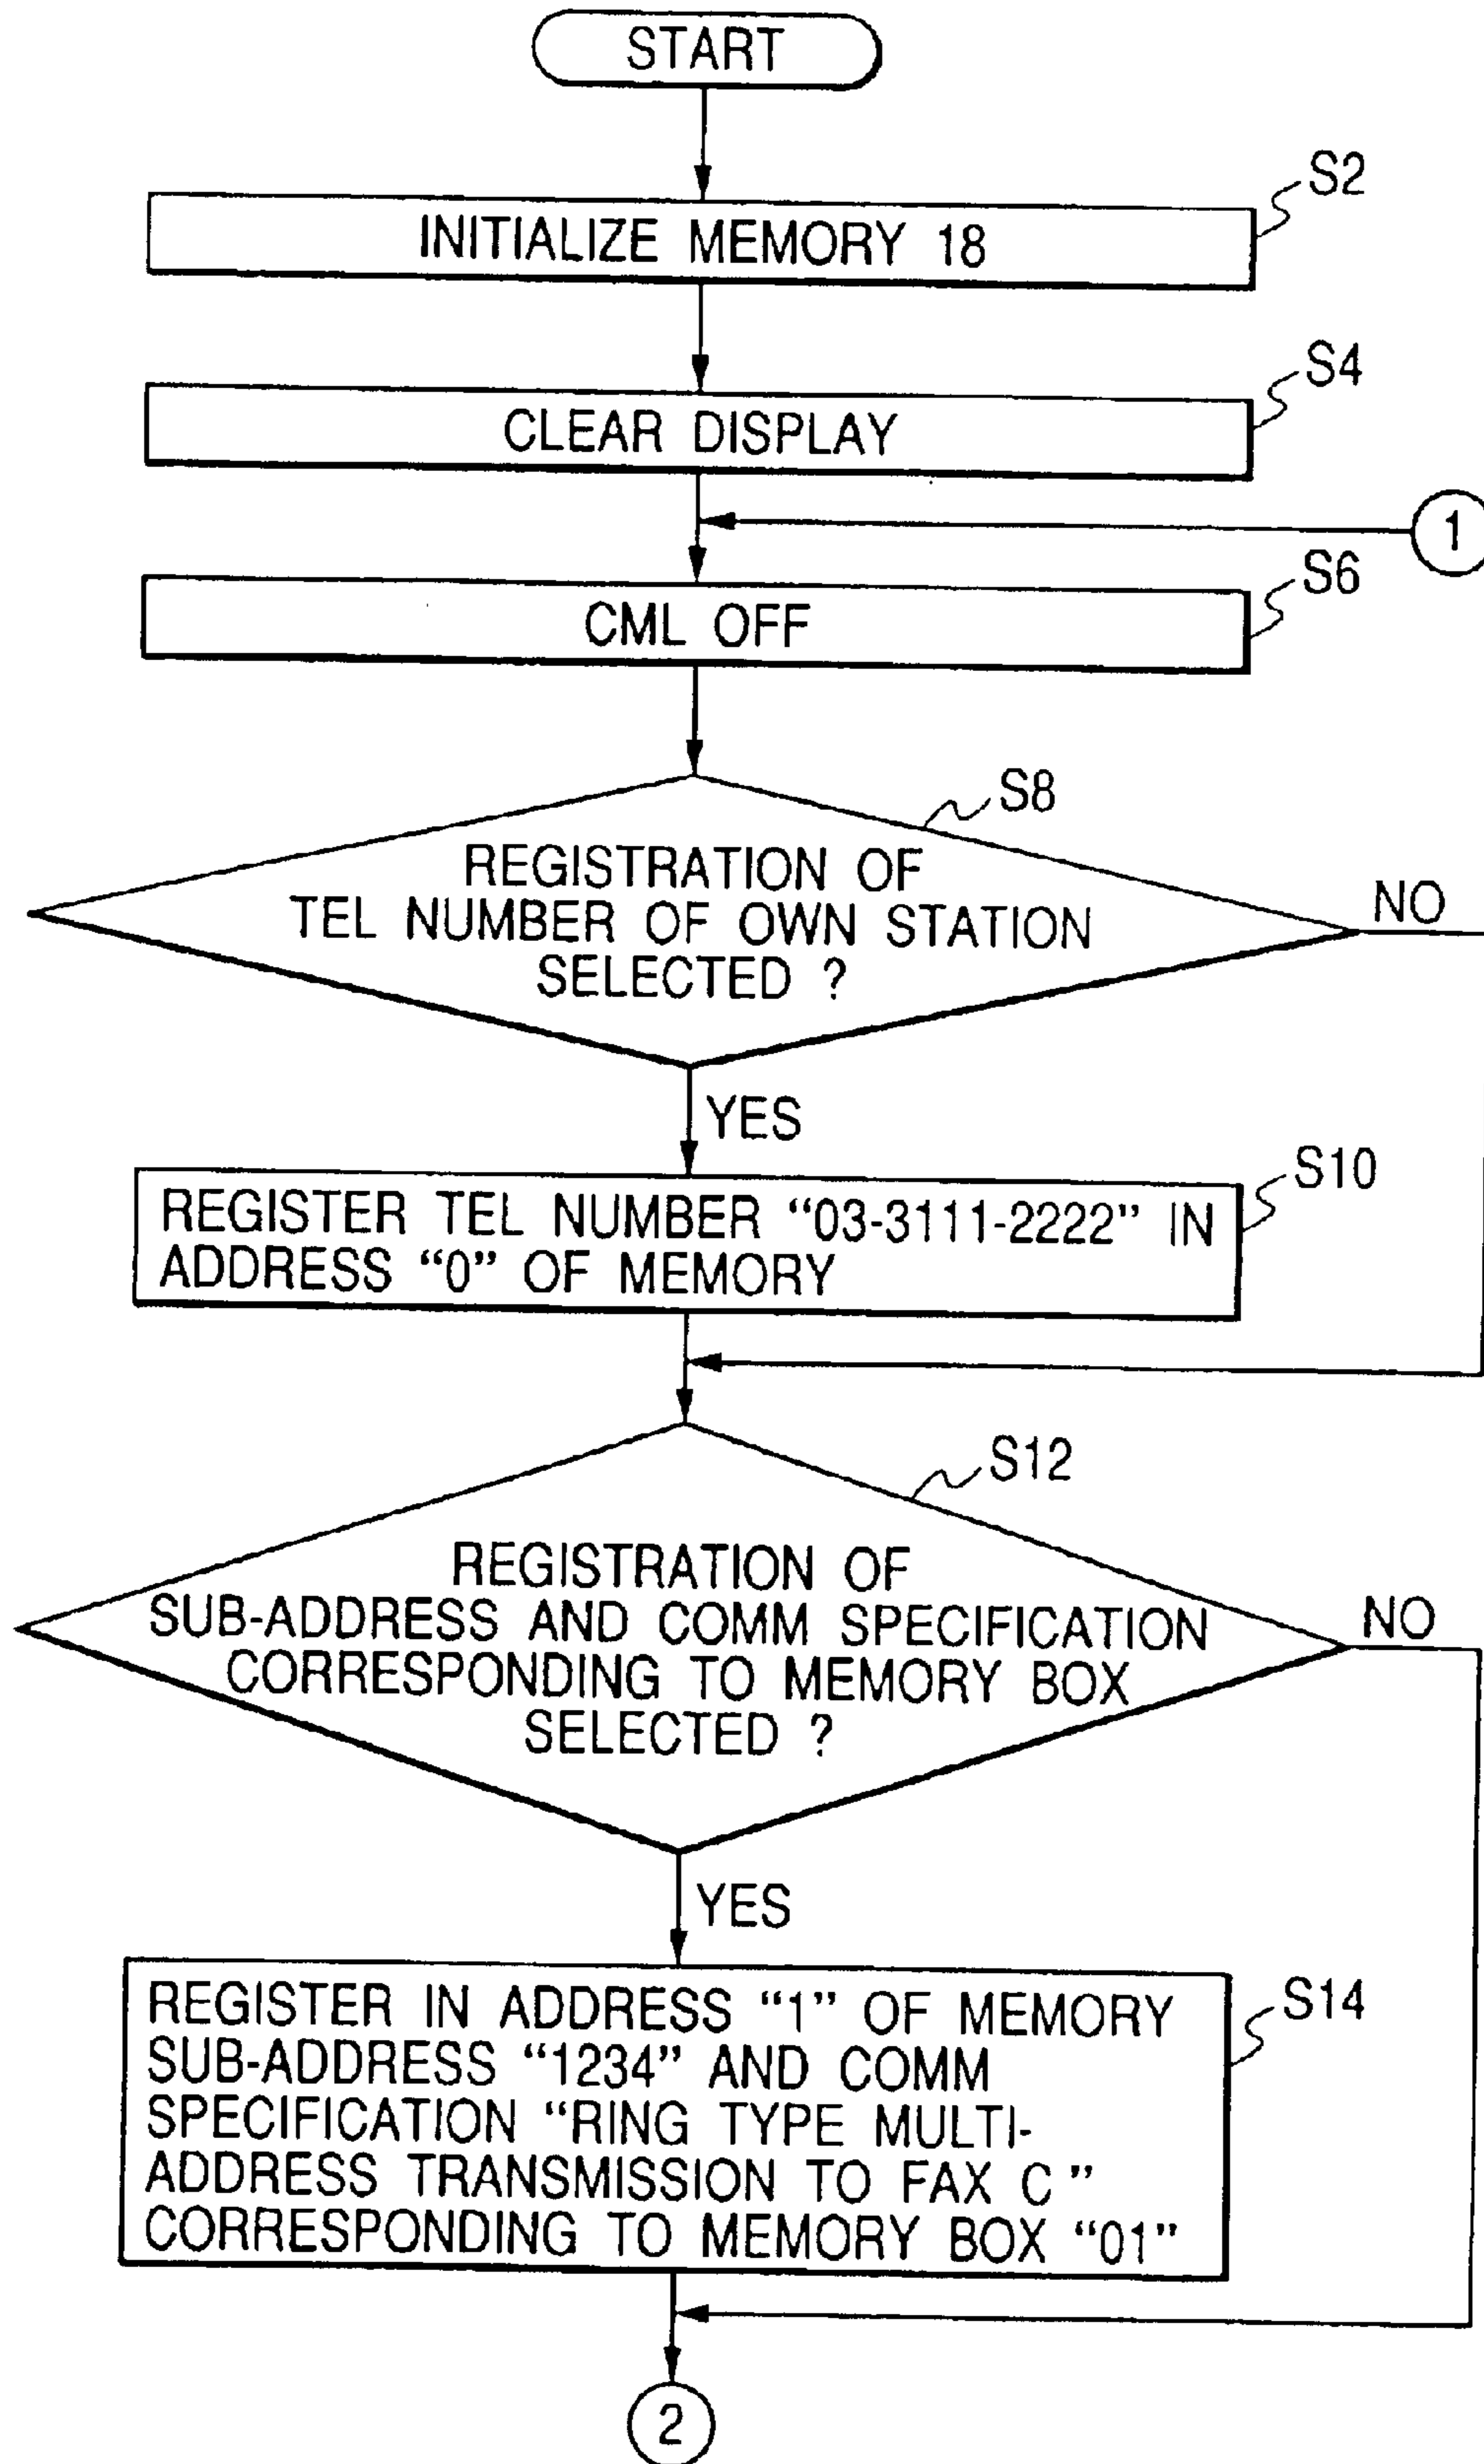 START
S2
INITIALIZE MEMORY 18
S4
CLEAR DISPLAY
1
S6
CML OFF
S8
REGISTRATION OF
TEL NUMBER OF OWN STATION
SELECTED ?
NO
YES
S10
REGISTER TEL NUMBER “03-3111-2222” IN
ADDRESS “0” OF MEMORY
S12
REGISTRATION OF
SUB-ADDRESS AND COMM SPECIFICATION
CORRESPONDING TO MEMORY BOX
SELECTED ?
NO
YES
S14
REGISTER IN ADDRESS “1” OF MEMORY
SUB-ADDRESS “1234” AND COMM
SPECIFICATION “RING TYPE MULTI-
ADDRESS TRANSMISSION TO FAX C ”
CORRESPONDING TO MEMORY BOX “01”
2